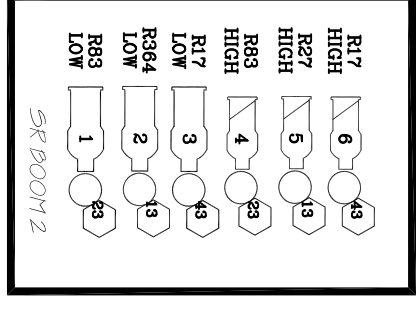 R83
LOW
1
23
R364
LOW
2
13
R17
LOW
3
43
R83
HIGH
4
23
R27
HIGH
5
13
R17
HIGH
6
43
SR BOOM 2